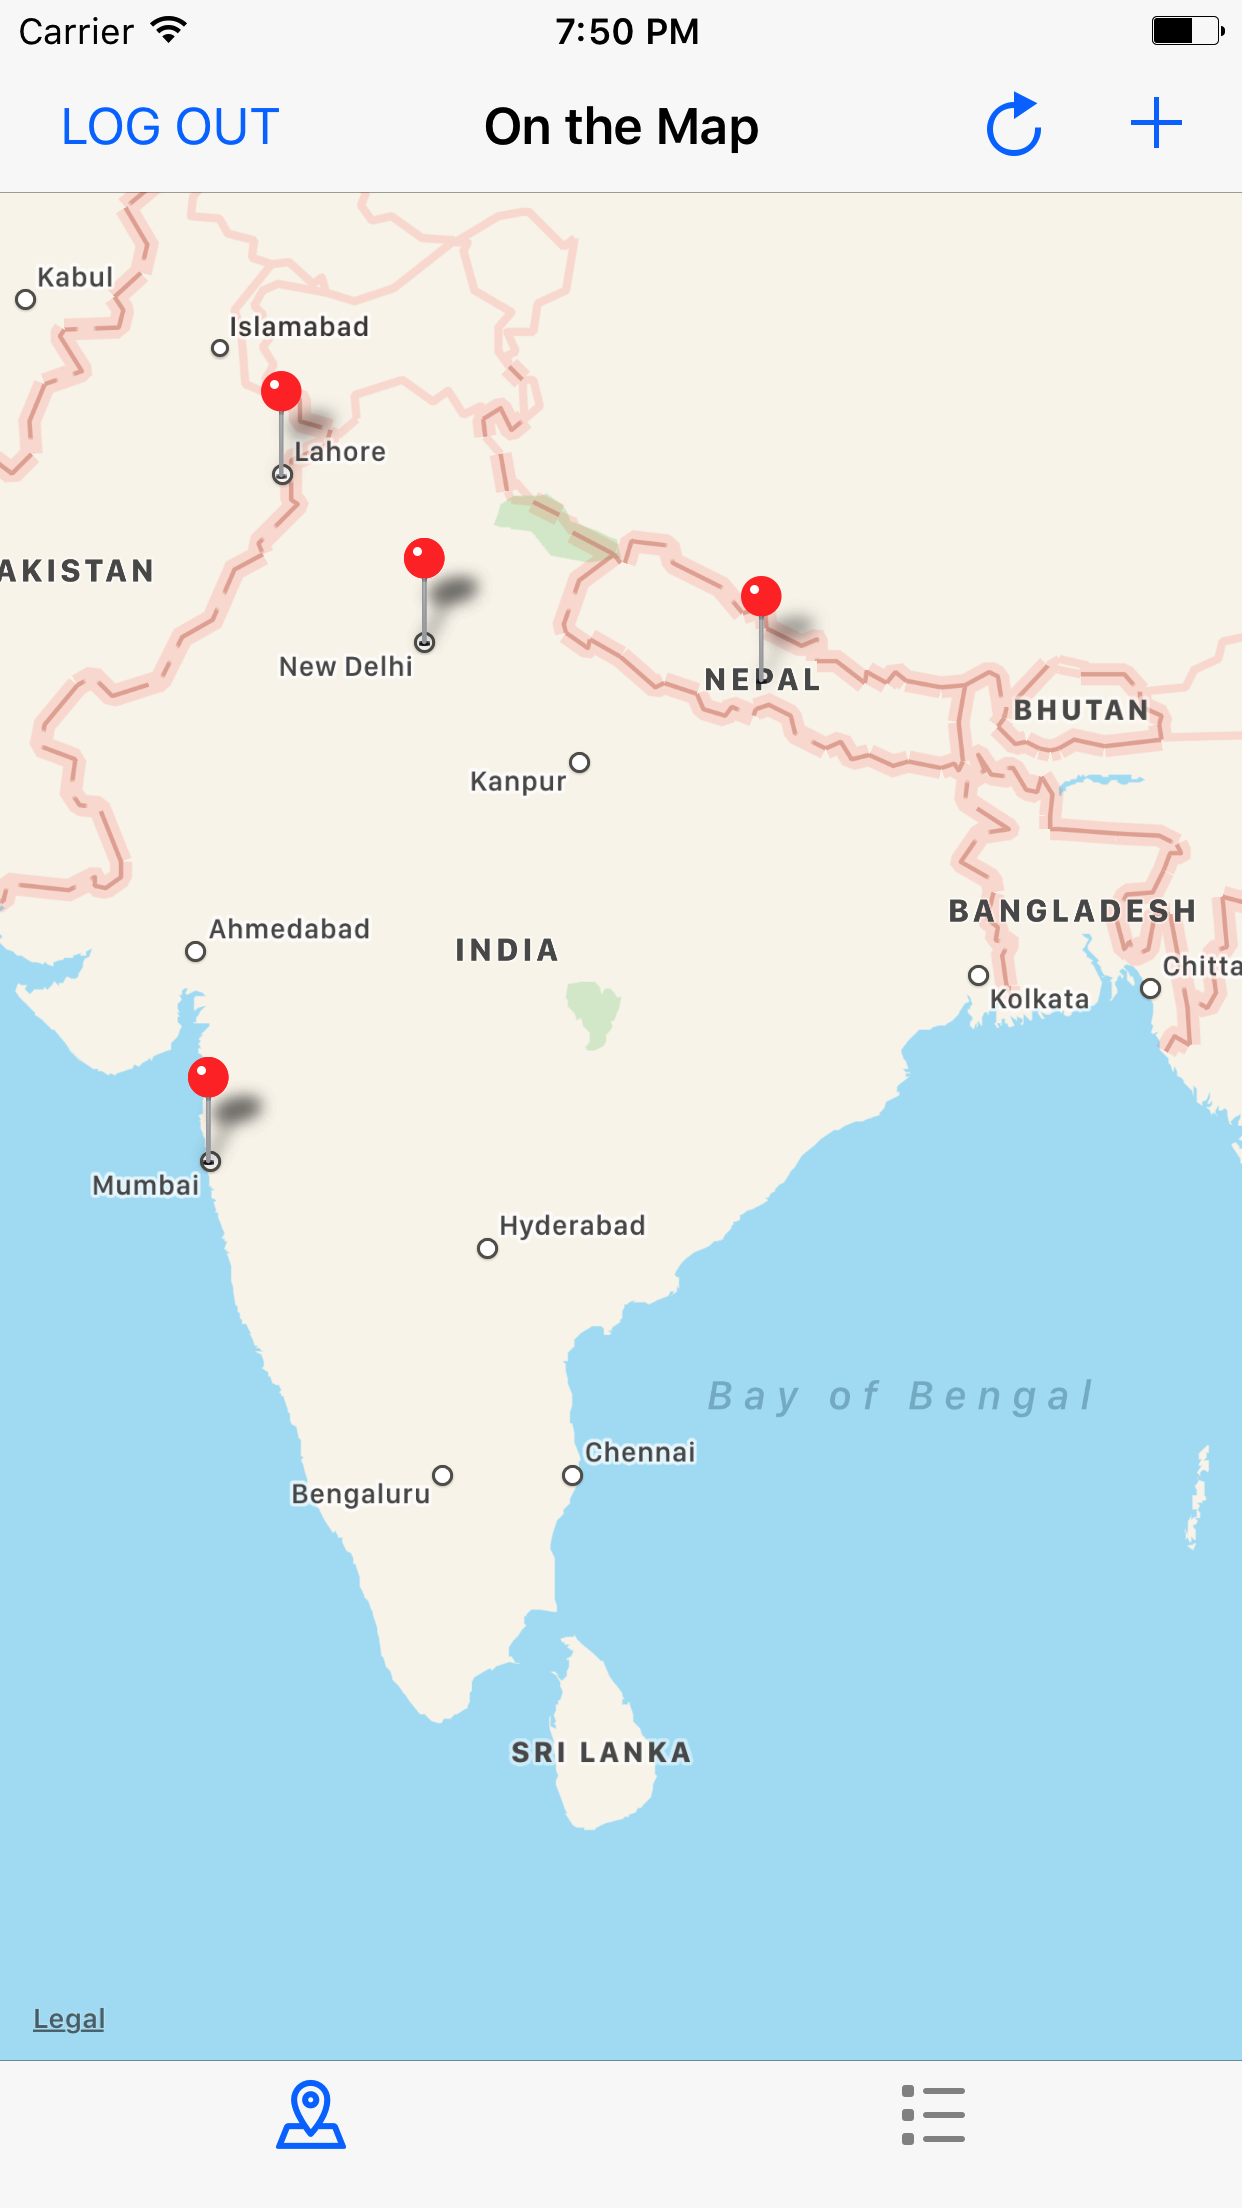 Carrier 7:50 PM
LOG OUT On the Map
Kabul
Islamabad
Lahore
AKISTAN
New Delhi
NEPAL
BHUTAN
Kanpur
BANGLADESH
Ahmedabad
INDIA
Chitta
Kolkata
Mumbai
Hyderabad
Bay of Bengal
Chennai
Bengaluru
SRI LANKA
Legal